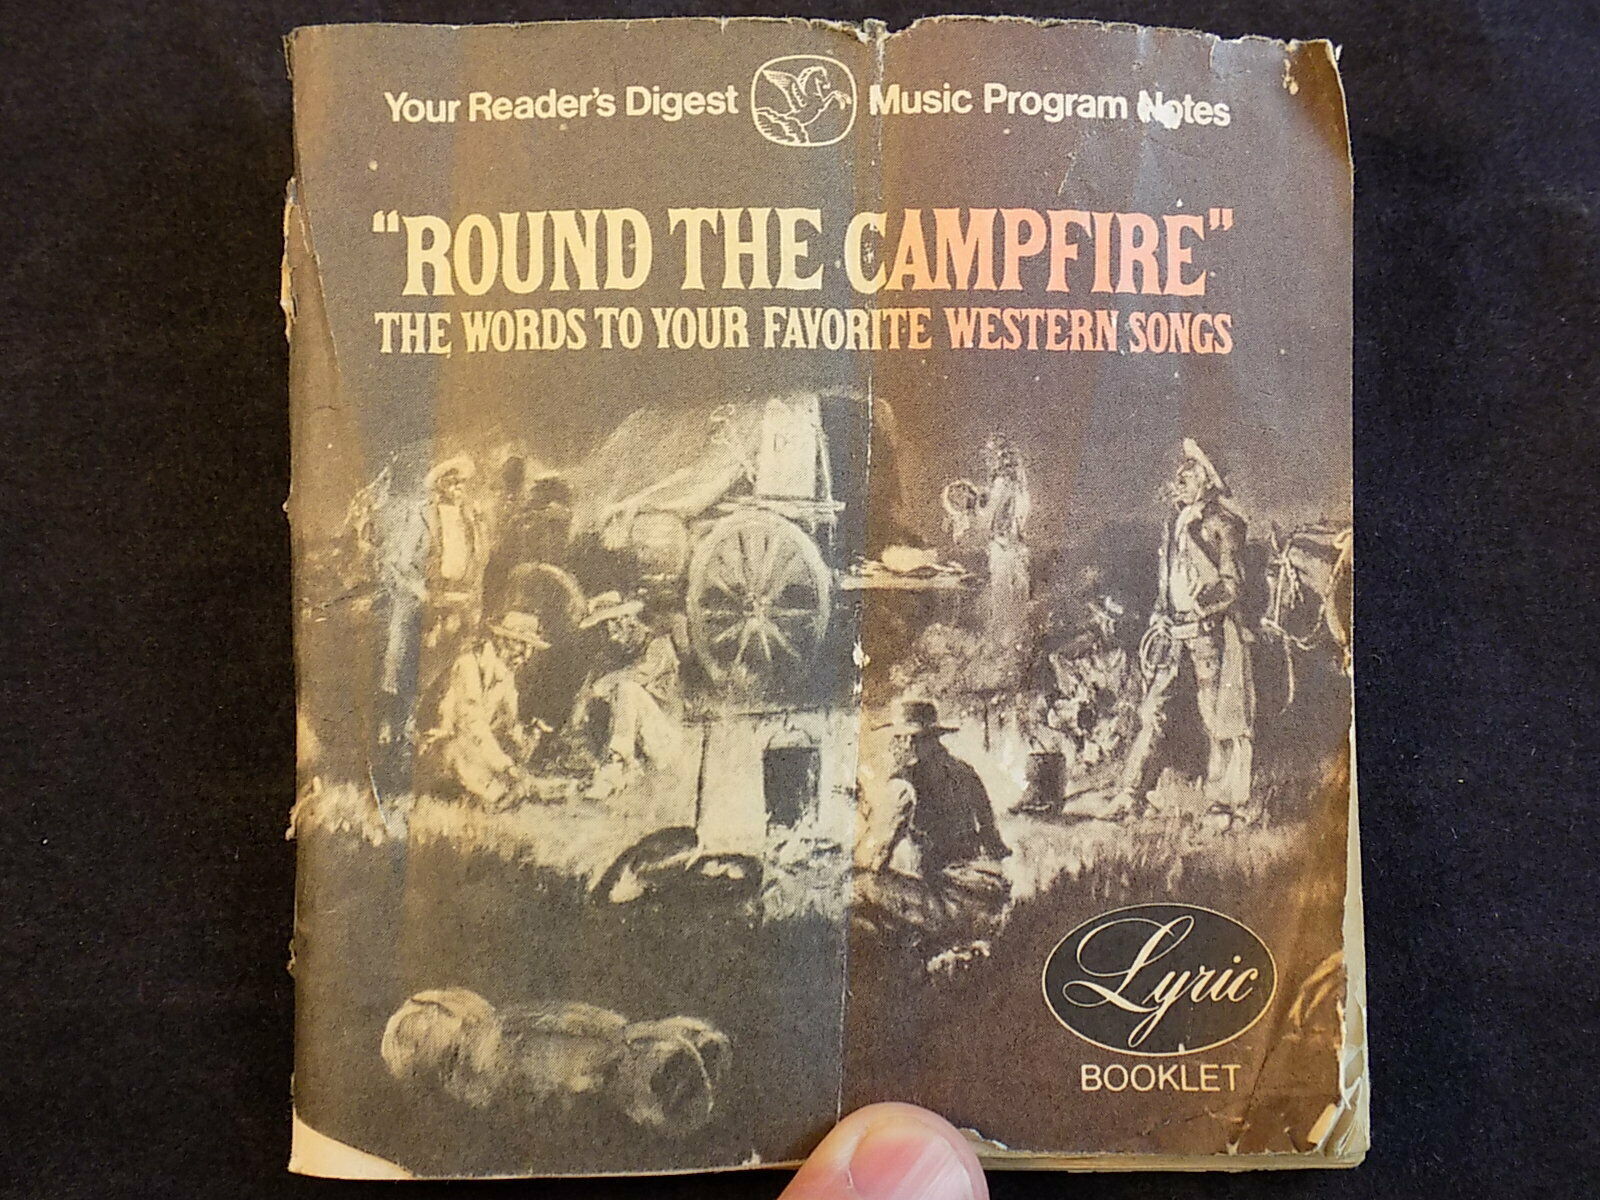 Your Reader's Digest Music Program Notes
"ROUND THE CAMPFIRE"
THE WORDS TO YOUR FAVORITE WESTERN SONGS
Lyric
BOOKLET